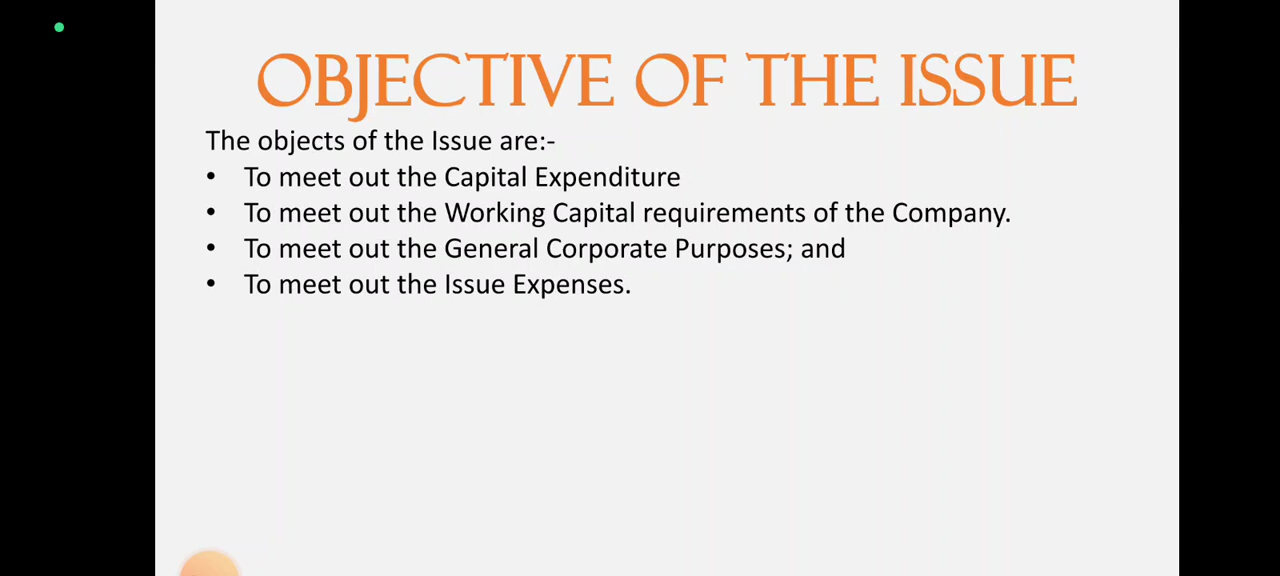 OBJECTIVE OF THE ISSUE
The objects of the Issue are:-
• To meet out the Capital Expenditure
• To meet out the Working Capital requirements of the Company.
• To meet out the General Corporate Purposes; and
• To meet out the Issue Expenses.